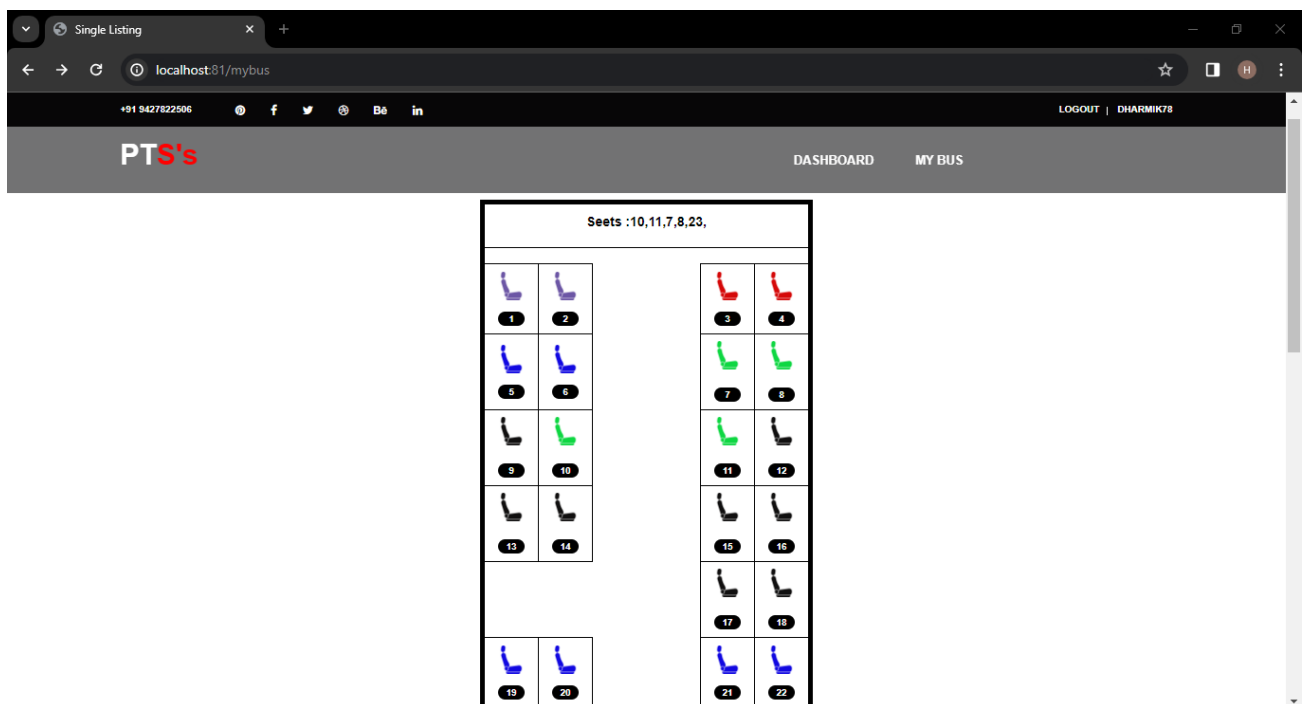 Single Listing
localhost:81/mybus
H
+91 9427822506 Bē in LOGOUT | DHARMIK78
PTS's DASHBOARD MY BUS
Seets :10,11,7,8,23,
1 2 3 4
5 6 7 8
9 10 11 12
13 14 15 16
17 18
19 20 21 22